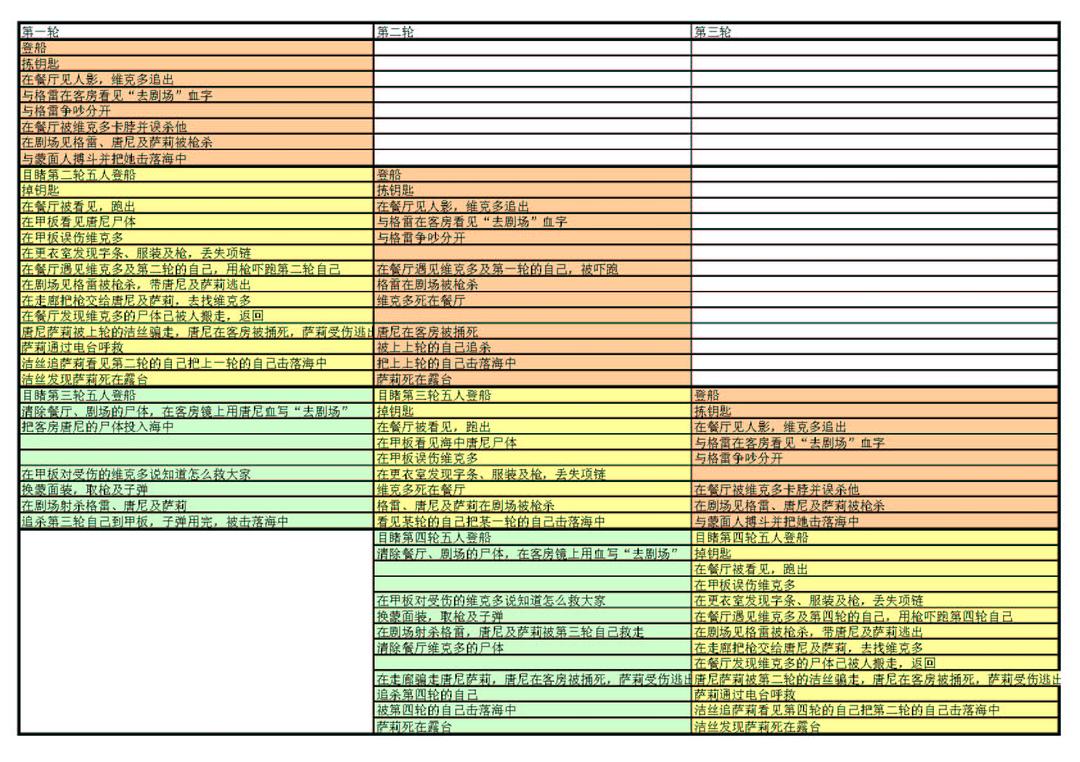 第一轮 第二轮 第三轮
登船
拣钥匙
在餐厅见人影，维克多追出
与格雷在客房看见“去剧场”血字
与格雷争吵分开
在餐厅被维克多卡脖并误杀他
在剧场见格雷、唐尼及萨莉被枪杀
与蒙面人搏斗并把她击落海中
目睹第二轮五人登船 登船
掉钥匙 拣钥匙
在餐厅被看见，跑出 在餐厅见人影，维克多追出
在甲板看见唐尼尸体 与格雷在客房看见“去剧场”血字
在甲板误伤维克多 与格雷争吵分开
在更衣室发现字条、服装及枪，丢失项链
在餐厅遇见维克多及第二轮的自己，用枪吓跑第二轮自己 在餐厅遇见维克多及第一轮的自己，被吓跑
在剧场见格雷被枪杀，带唐尼及萨莉逃出 格雷在剧场被枪杀
在走廊把枪交给唐尼及萨莉，去找维克多 维克多死在餐厅
在餐厅发现维克多的尸体已被人搬走，返回
唐尼萨莉被上轮的洁丝骗走，唐尼在客房被捅死，萨莉受伤逃出 唐尼在客房被捅死
萨莉通过电台呼救 被上上轮的自己追杀
洁丝追萨莉看见第二轮的自己把上一轮的自己击落海中 把上上轮的自己击落海中
洁丝发现萨莉死在露台 萨莉死在露台
目睹第三轮五人登船 目睹第三轮五人登船 登船
清除餐厅、剧场的尸体，在客房镜上用唐尼血写“去剧场” 掉钥匙 拣钥匙
把客房唐尼的尸体投入海中 在餐厅被看见，跑出 在餐厅见人影，维克多追出
在甲板看见海中唐尼尸体 与格雷在客房看见“去剧场”血字
在甲板误伤维克多 与格雷争吵分开
在甲板对受伤的维克多说知道怎么救大家 在更衣室发现字条、服装及枪，丢失项链
换蒙面装，取枪及子弹 维克多死在餐厅 在餐厅被维克多卡脖并误杀他
在剧场射杀格雷、唐尼及萨莉 格雷、唐尼及萨莉在剧场被枪杀 在剧场见格雷、唐尼及萨莉被枪杀
追杀第三轮自己到甲板，子弹用完，被击落海中 看见某轮的自己把某一轮的自己击落海中 与蒙面人搏斗并把她击落海中
目睹第四轮五人登船 目睹第四轮五人登船
清除餐厅、剧场的尸体，在客房镜上用血写“去剧场” 掉钥匙
在餐厅被看见，跑出
在甲板误伤维克多
在甲板对受伤的维克多说知道怎么救大家 在更衣室发现字条、服装及枪，丢失项链
换蒙面装，取枪及子弹 在餐厅遇见维克多及第四轮的自己，用枪吓跑第四轮自己
在剧场射杀格雷，唐尼及萨莉被第三轮自己救走 在剧场见格雷被枪杀，带唐尼及萨莉逃出
清除餐厅维克多的尸体 在走廊把枪交给唐尼及萨莉，去找维克多
在餐厅发现维克多的尸体已被人搬走，返回
在走廊骗走唐尼萨莉，唐尼在客房被捅死，萨莉受伤逃出 唐尼萨莉被第二轮的洁丝骗走，唐尼在客房被捅死，萨莉受伤逃出
追杀第四轮的自己 萨莉通过电台呼救
被第四轮的自己击落海中 洁丝追萨莉看见第四轮的自己把第二轮的自己击落海中
萨莉死在露台 洁丝发现萨莉死在露台